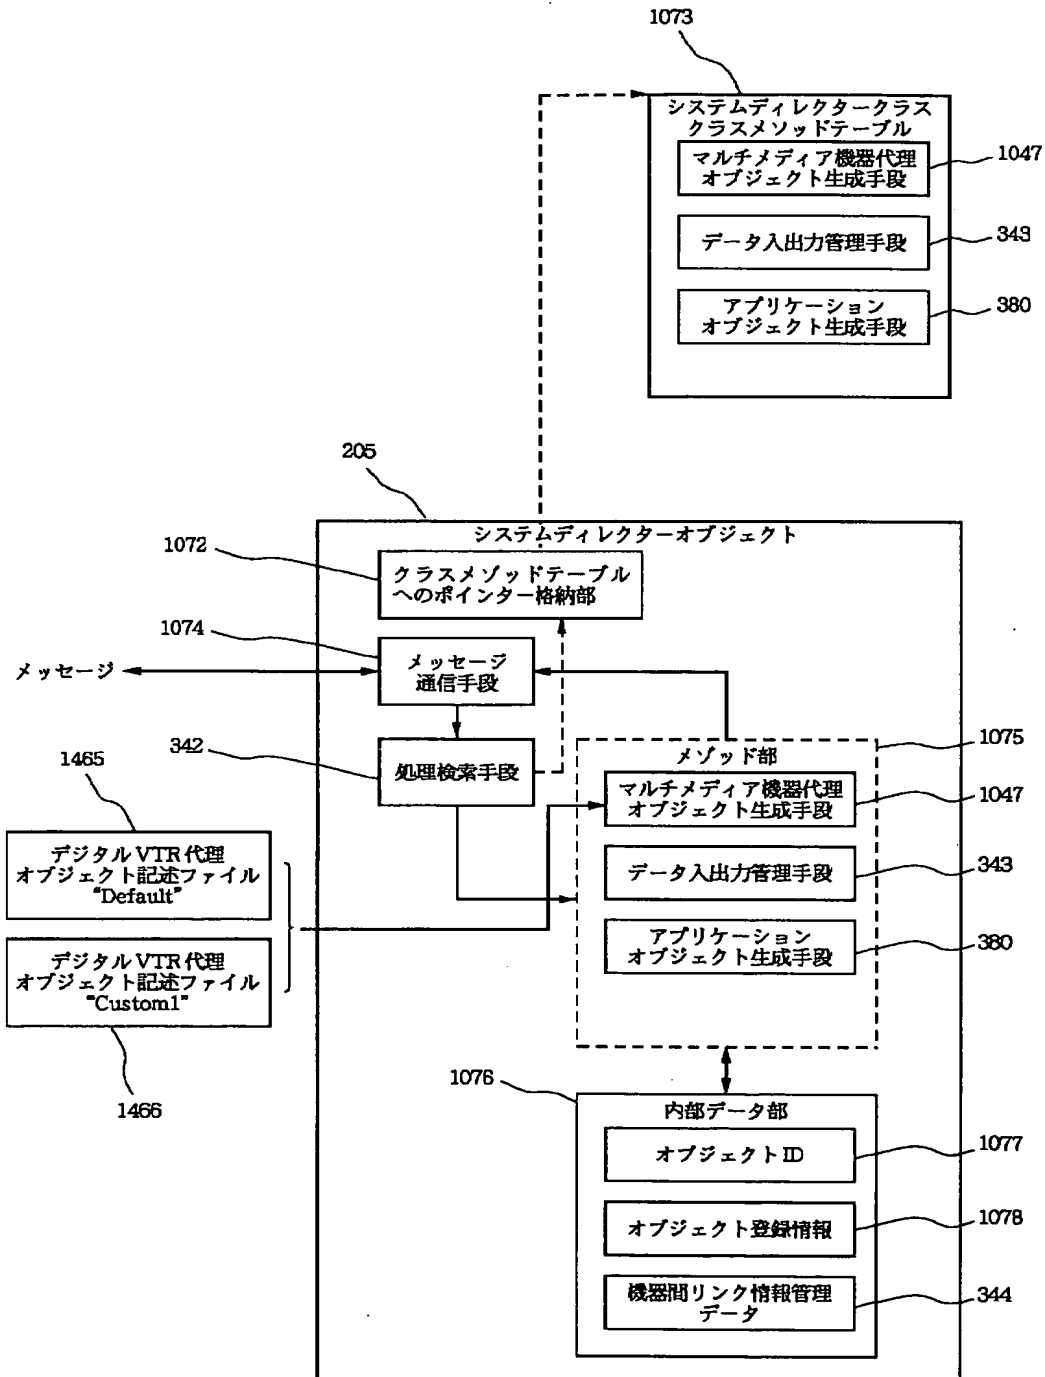 1073
システムディレクタークラス
クラスメソッドテーブル
マルチメディア機器代理
オブジェクト生成手段
1047
データ入出力管理手段
343
アプリケーション
オブジェクト生成手段
380
205
システムディレクターオブジェクト
1072
クラスメゾッドテーブル
へのポインター格納部
1074
メッセージ
メッセージ
通信手段
342
処理検索手段
1075
メゾッド部
マルチメディア機器代理
オブジェクト生成手段
1047
データ入出力管理手段
343
アプリケーション
オブジェクト生成手段
380
1465
デジタルVTR代理
オブジェクト記述ファイル
"Default"
デジタルVTR代理
オブジェクト記述ファイル
"Custom1"
1466
1076
内部データ部
オブジェクトID
1077
オブジェクト登録情報
1078
機器間リンク情報管理
データ
344